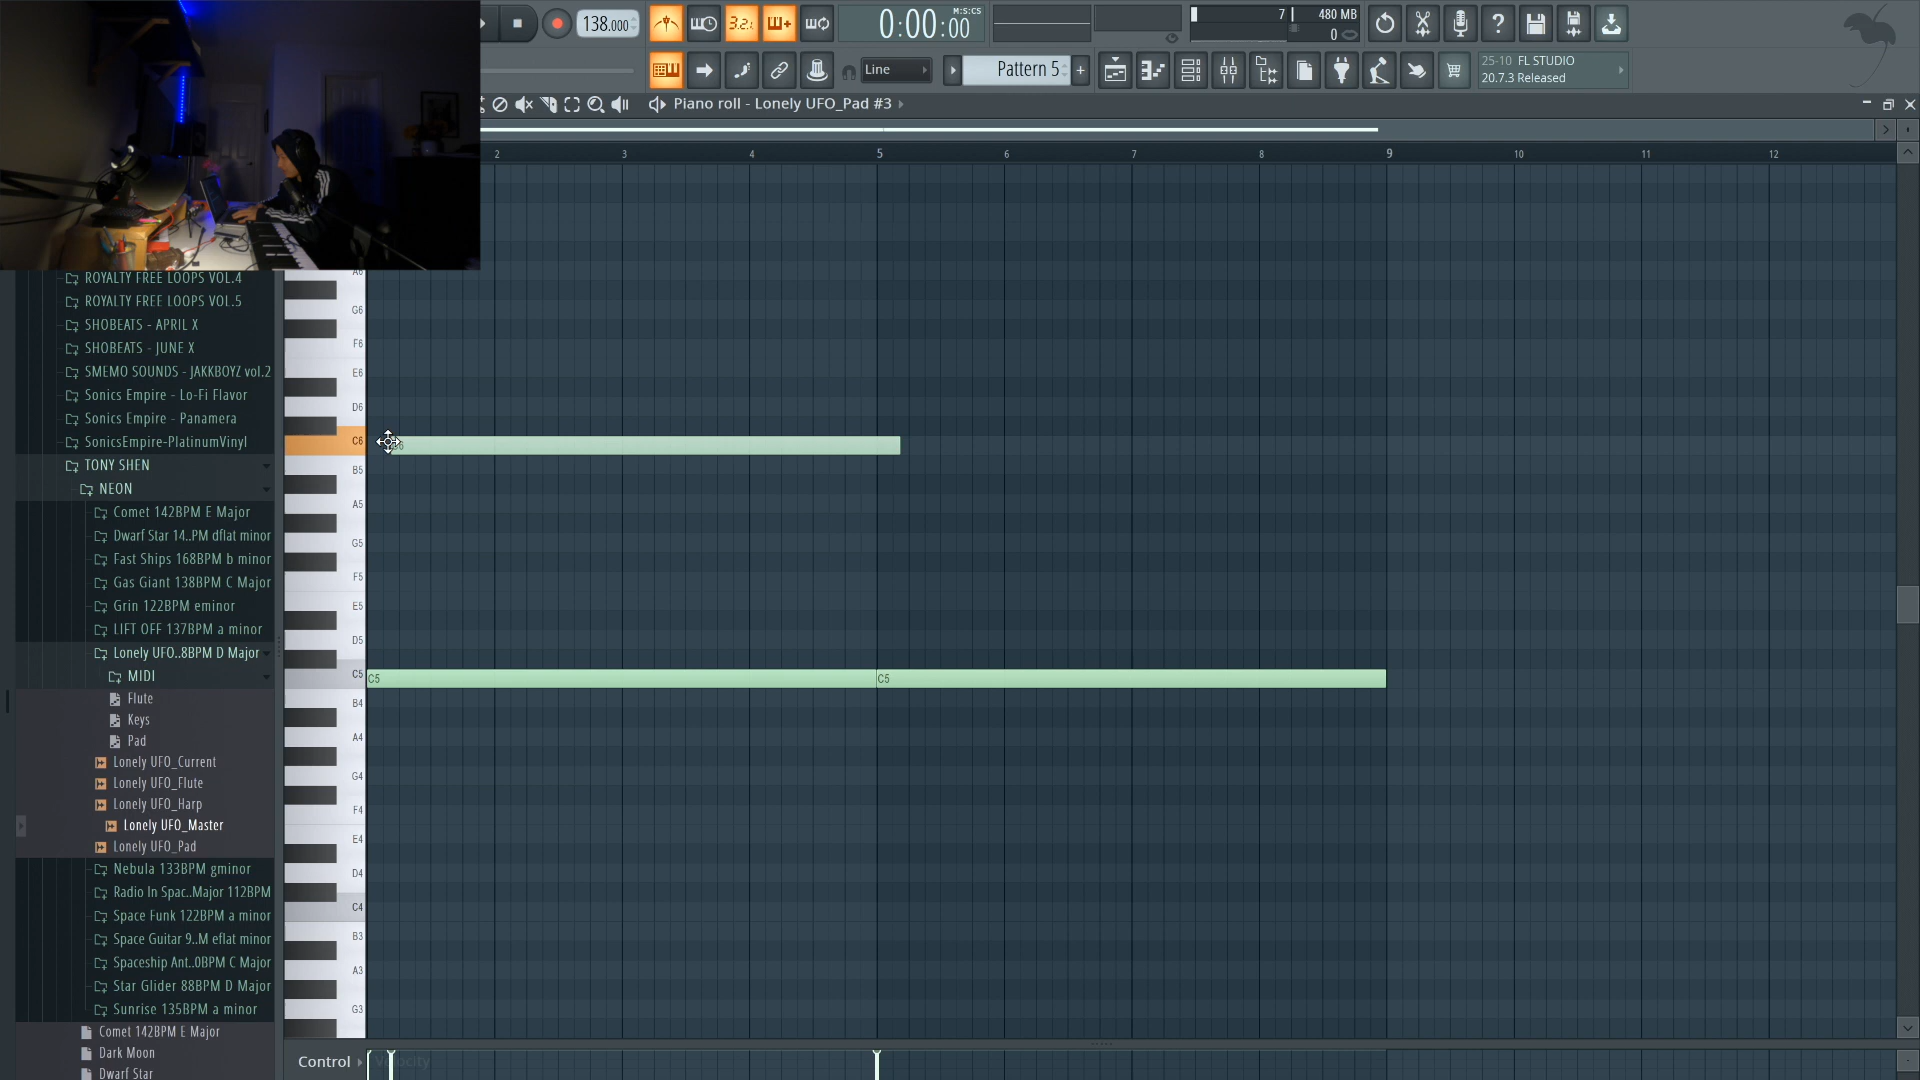 138.000
3.2.
0:00:00
M:S:CS
7
480 MB
0
Line
Pattern 5
+
25-10 FL STUDIO
20.7.3 Released
Piano roll - Lonely UFO_Pad #3
2 3 4 5 6 7 8 9 10 11 12
ROYALTY FREE LOOPS VOL.4
ROYALTY FREE LOOPS VOL.5
SHOBEATS - APRIL X
SHOBEATS - JUNE X
SMEMO SOUNDS - JAKKBOYZ vol.2
Sonics Empire - Lo-Fi Flavor
Sonics Empire - Panamera
SonicsEmpire-PlatinumVinyl
TONY SHEN
NEON
Comet 142BPM E Major
Dwarf Star 14..PM dflat minor
Fast Ships 168BPM b minor
Gas Giant 138BPM C Major
Grin 122BPM eminor
LIFT OFF 137BPM a minor
Lonely UFO..8BPM D Major
MIDI
Flute
Keys
Pad
Lonely UFO_Current
Lonely UFO_Flute
Lonely UFO_Harp
Lonely UFO_Master
Lonely UFO_Pad
Nebula 133BPM gminor
Radio In Spac..Major 112BPM
Space Funk 122BPM a minor
Space Guitar 9..M eflat minor
Spaceship Ant..0BPM C Major
Star Glider 88BPM D Major
Sunrise 135BPM a minor
Comet 142BPM E Major
Dark Moon
Dwarf Star
A6
G6
F6
E6
D6
C6
B5
A5
G5
F5
E5
D5
C5
B4
A4
G4
F4
E4
D4
C4
B3
A3
G3
C5
C5
Control
Velocity